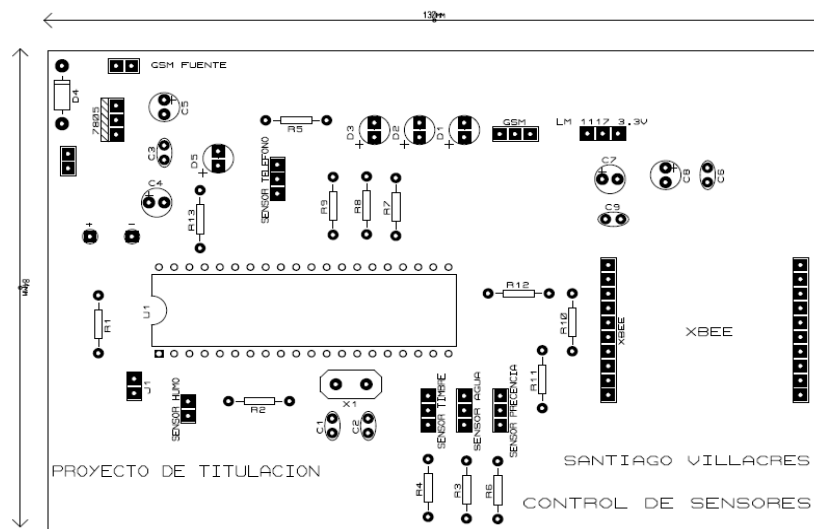 130MM
GSM FUENTE
D4
7805
C5
R5
D3
D2
D1
GSM
LM 1117 3.3V
C3
D5
SENSOR TELEFONO
C7
C8
C6
C4
R13
R9
R8
R7
C9
+
-
84MM
U1
R12
R1
R10
XBEE
XBEE
R11
J1
SENSOR HUMO
R2
X1
C1
C2
SENSOR TIMBRE
SENSOR AGUA
SENSOR PRECENCIA
PROYECTO DE TITULACION
SANTIAGO VILLACRES
R4
R3
R6
CONTROL DE SENSORES